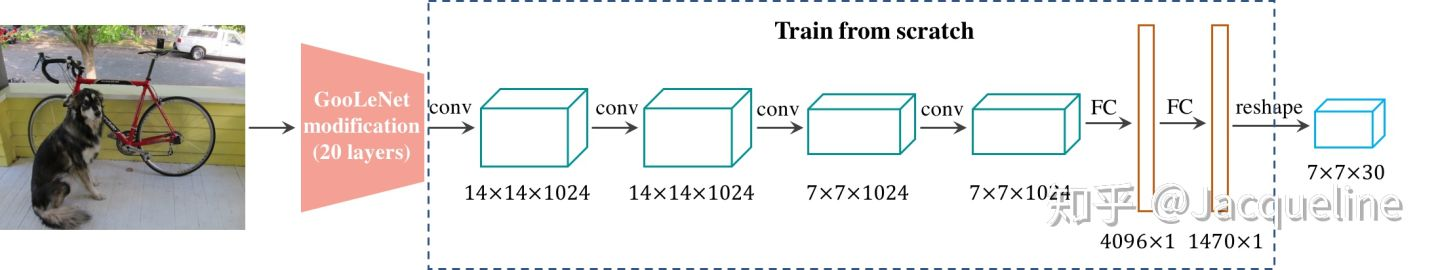 Train from scratch
GooLeNet
modification
(20 layers)
conv
conv
conv
conv
FC
FC
reshape
14×14×1024
14×14×1024
7×7×1024
7×7×1024
7×7×30
4096×1
1470×1
知乎 @Jacqueline